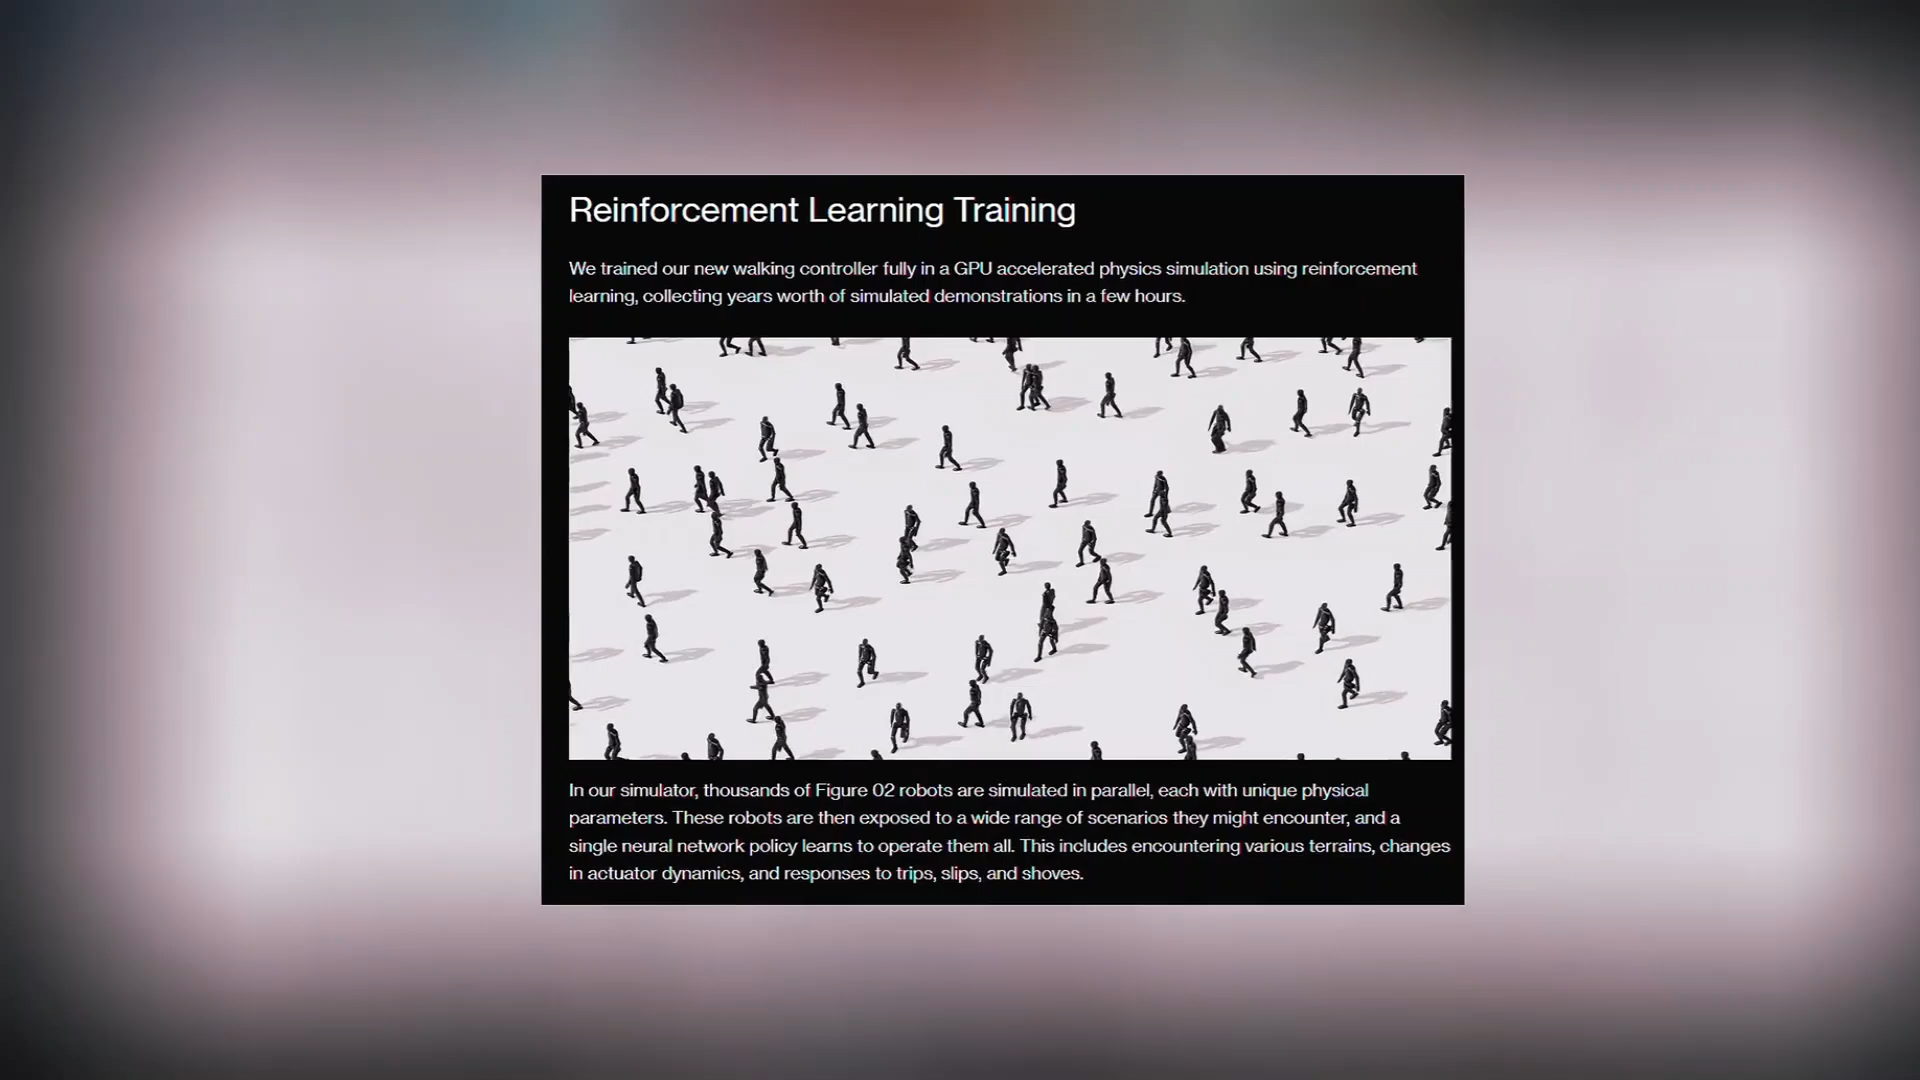 Reinforcement Learning Training
We trained our new walking controller fully in a GPU accelerated physics simulation using reinforcement
learning, collecting years worth of simulated demonstrations in a few hours.
In our simulator, thousands of Figure 02 robots are simulated in parallel, each with unique physical
parameters. These robots are then exposed to a wide range of scenarios they might encounter, and a
single neural network policy learns to operate them all. This includes encountering various terrains, changes
in actuator dynamics, and responses to trips, slips, and shoves.